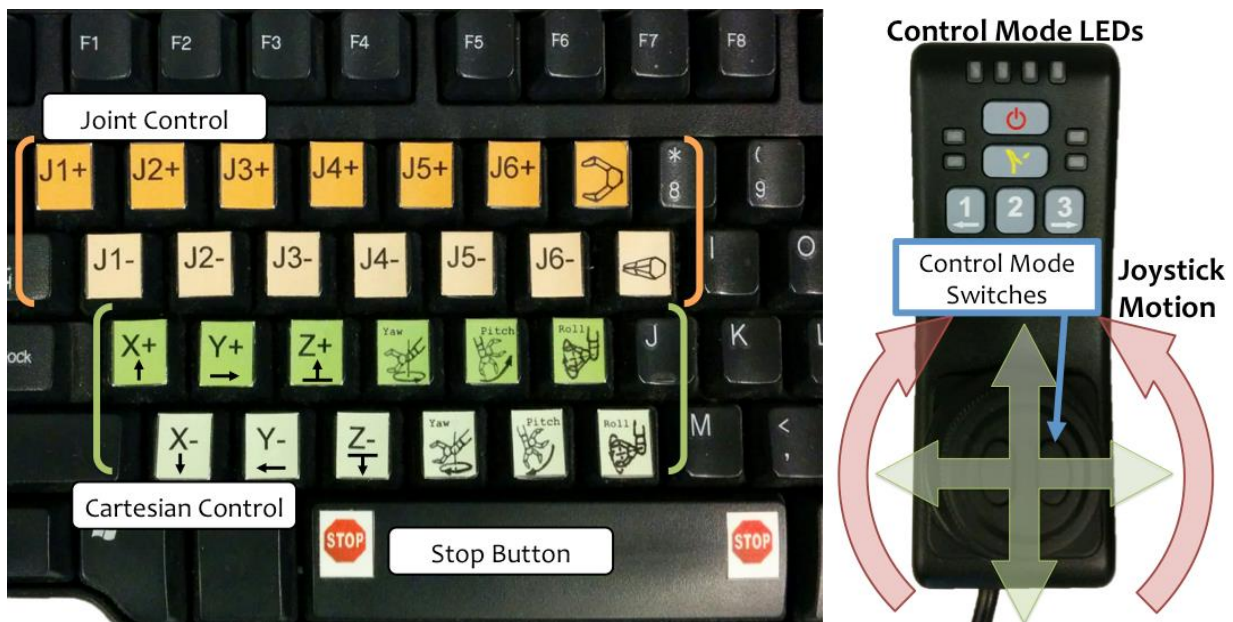 F1 F2 F3 F4 F5 F6 F7 F8
Joint Control
J1+ J2+ J3+ J4+ J5+ J6+ * 8 ( 9
J1- J2- J3- J4- J5- J6- I O
X+ Y+ Z+ Yaw Pitch Roll J K L
ock
X- Y- Z- Yaw Pitch Roll M < ,
Cartesian Control
STOP
Stop Button
STOP
Control Mode LEDs
1 2 3
Control Mode
Switches
Joystick
Motion